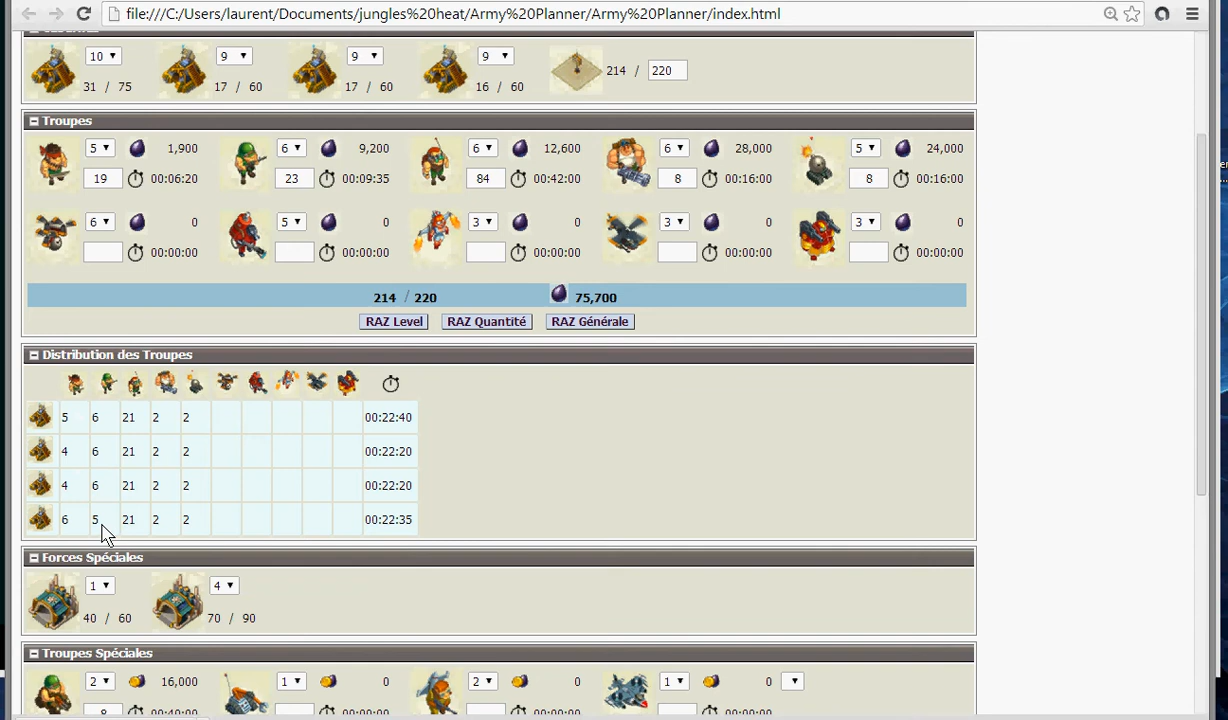 file:///C:/Users/laurent/Documents/jungles%20heat/Army%20Planner/Army%20Planner/index.html
10 9 9 9
31 / 75 17 / 60 17 / 60 16 / 60 214 / 220
Troupes
5 1,900 6 9,200 6 12,600 6 28,000 5 24,000
19 00:06:20 23 00:09:35 84 00:42:00 8 00:16:00 8 00:16:00
6 0 5 0 3 0 3 0 3 0
00:00:00 00:00:00 00:00:00 00:00:00 00:00:00
214 / 220 75,700
RAZ Level RAZ Quantité RAZ Générale
Distribution des Troupes
5 6 21 2 2 00:22:40
4 6 21 2 2 00:22:20
4 6 21 2 2 00:22:20
6 5 21 2 2 00:22:35
Forces Spéciales
1 4
40 / 60 70 / 90
Troupes Spéciales
2 16,000 1 0 2 0 1 0